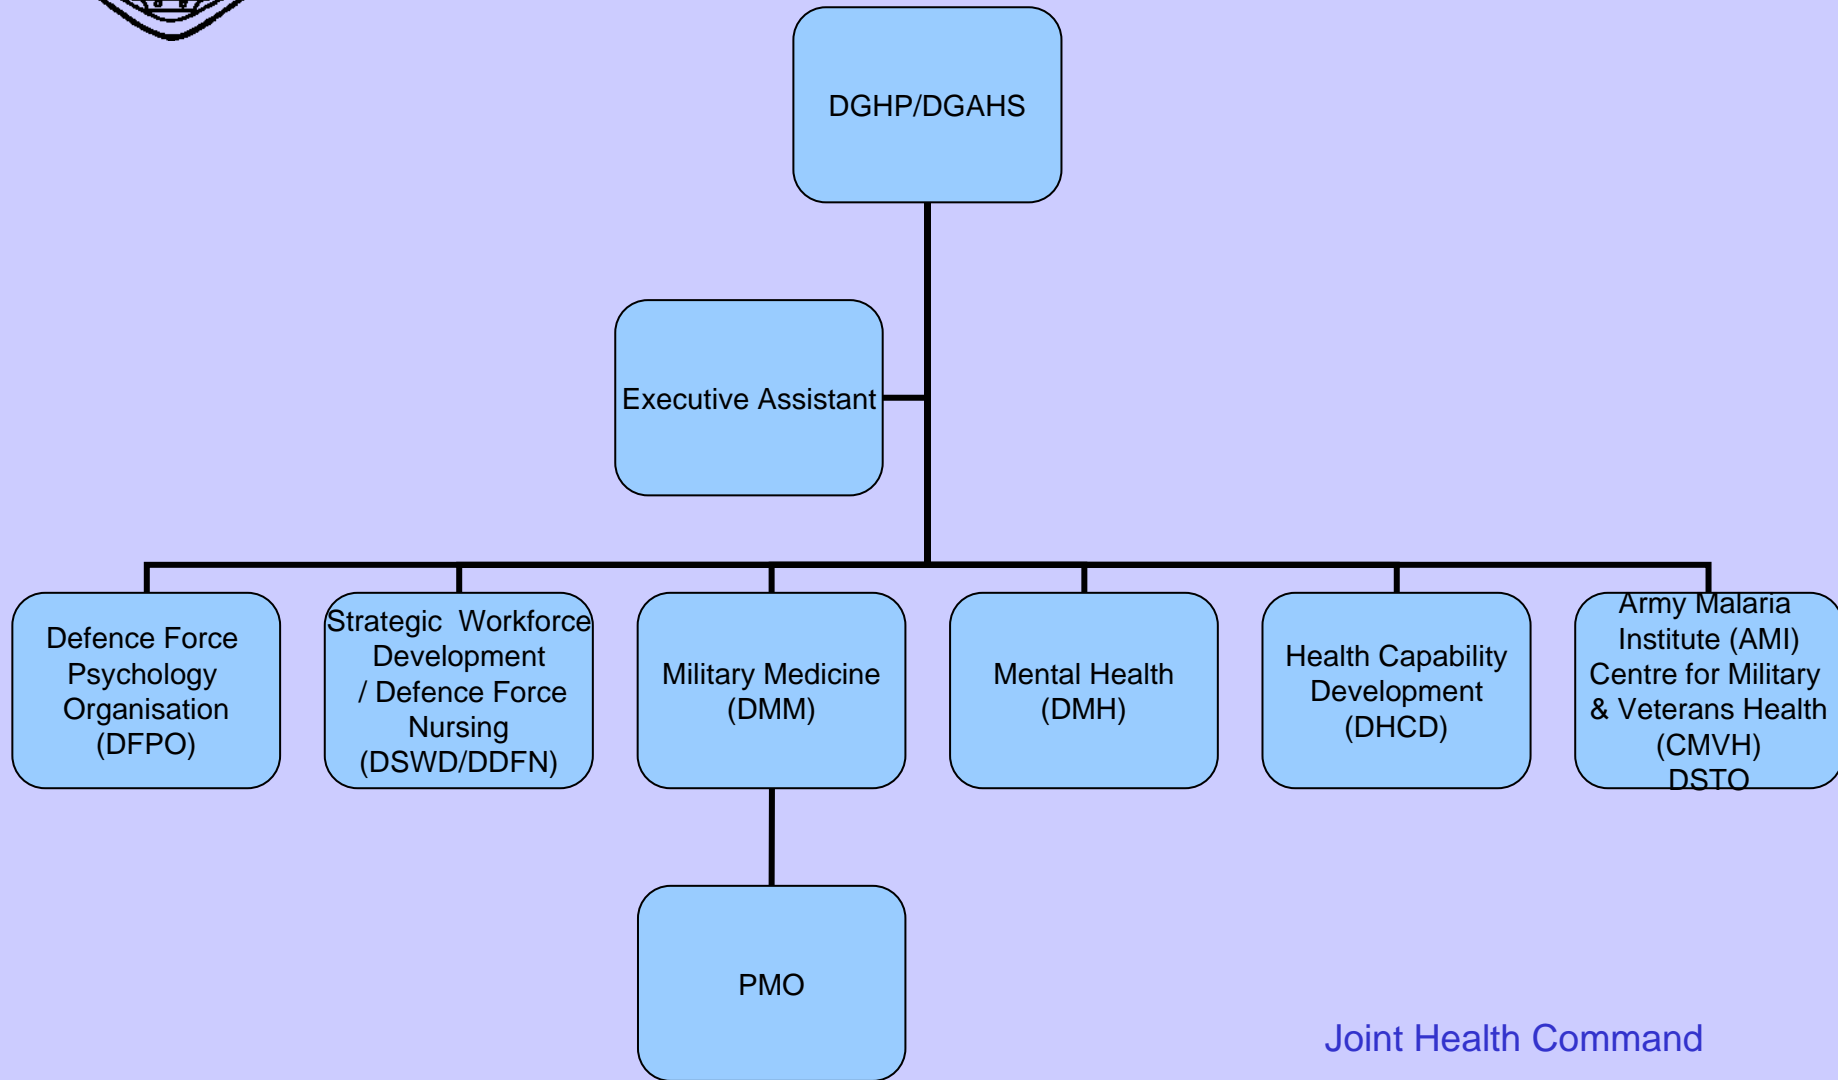 DGHP/DGAHS
Executive Assistant
Defence Force
Psychology
Organisation
(DFPO)
Strategic  Workforce
Development
/ Defence Force
Nursing
(DSWD/DDFN)
Military Medicine
(DMM)
Mental Health
(DMH)
Health Capability
Development
(DHCD)
Army Malaria
Institute (AMI)
Centre for Military
& Veterans Health
(CMVH)
DSTO
PMO
Joint Health Command